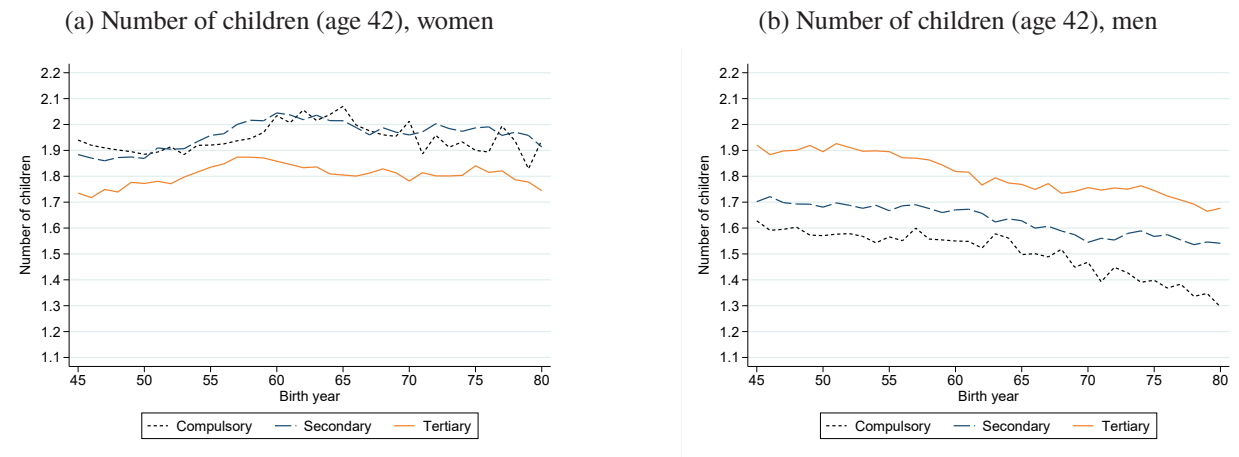 (a) Number of children (age 42), women
2.2
2.1
2
1.9
1.8
1.7
1.6
1.5
1.4
1.3
1.2
1.1
Number of children
45 50 55 60 65 70 75 80
Birth year
Compulsory Secondary Tertiary
(b) Number of children (age 42), men
2.2
2.1
2
1.9
1.8
1.7
1.6
1.5
1.4
1.3
1.2
1.1
Number of children
45 50 55 60 65 70 75 80
Birth year
Compulsory Secondary Tertiary